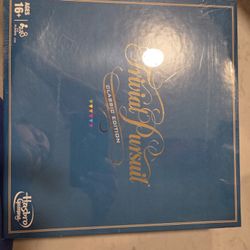 AGES
16+
Trivial Pursuit
CLASSIC EDITION
Hasbro
Gaming